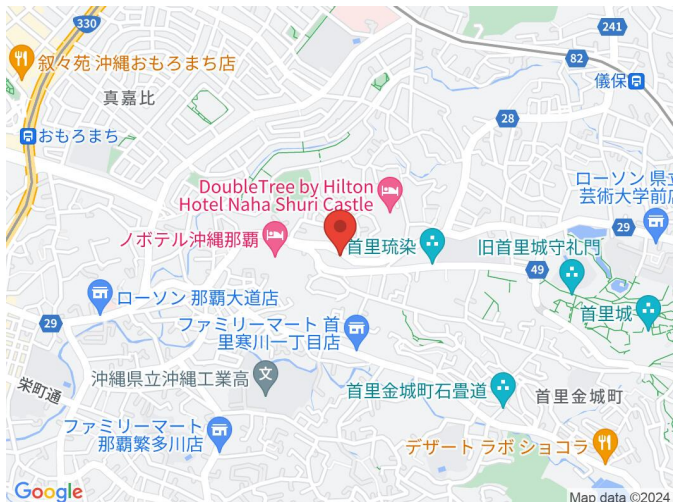 330
241
叙々苑 沖縄おもろまち店
82
真嘉比
儀保
28
おもろまち
DoubleTree by Hilton
Hotel Naha Shuri Castle
ローソン 県立
芸術大学前店
29
ノボテル沖縄那覇
首里琉染
旧首里城守礼門
49
ローソン 那覇大道店
首里城
29
ファミリーマート 首
里寒川一丁目店
栄町通
沖縄県立沖縄工業高
文
首里金城町石畳道
首里金城町
ファミリーマート
那覇繁多川店
デザート ラボ ショコラ
Google
Map data ©2024